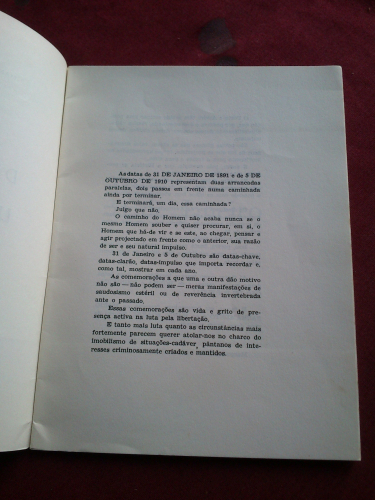 As datas de 31 DE JANEIRO DE 1891 e de 5 DE
OUTUBRO DE 1910 representam duas arrancadas
paralelas, dois passos em frente numa caminhada
ainda por terminar.
E terminará, um dia, essa caminhada?
Julgo que não.
O caminho do Homem não acaba nunca se o
mesmo Homem souber e quiser procurar, em si, o
Homem que há-de vir e se este, ao chegar, pensar e
agir projectado em frente como o anterior, sua razão
de ser e seu natural impulso.
31 de Janeiro e 5 de Outubro são datas-chave,
datas-clarão, datas-impulso que importa recordar e,
como tal, mostrar em cada ano.
As comemorações a que uma e outra dão motivo
não são — não podem ser — meras manifestações de
saudosismo estéril ou de reverência invertebrada
ante o passado.
Essas comemorações são vida e grito de pre-
sença activa na luta pela libertação.
E tanto mais luta quanto as circunstâncias mais
fortemente parecem querer atolar-nos no charco do
imobilismo de situações-cadáver, pântanos de inte-
resses criminosamente criados e mantidos.